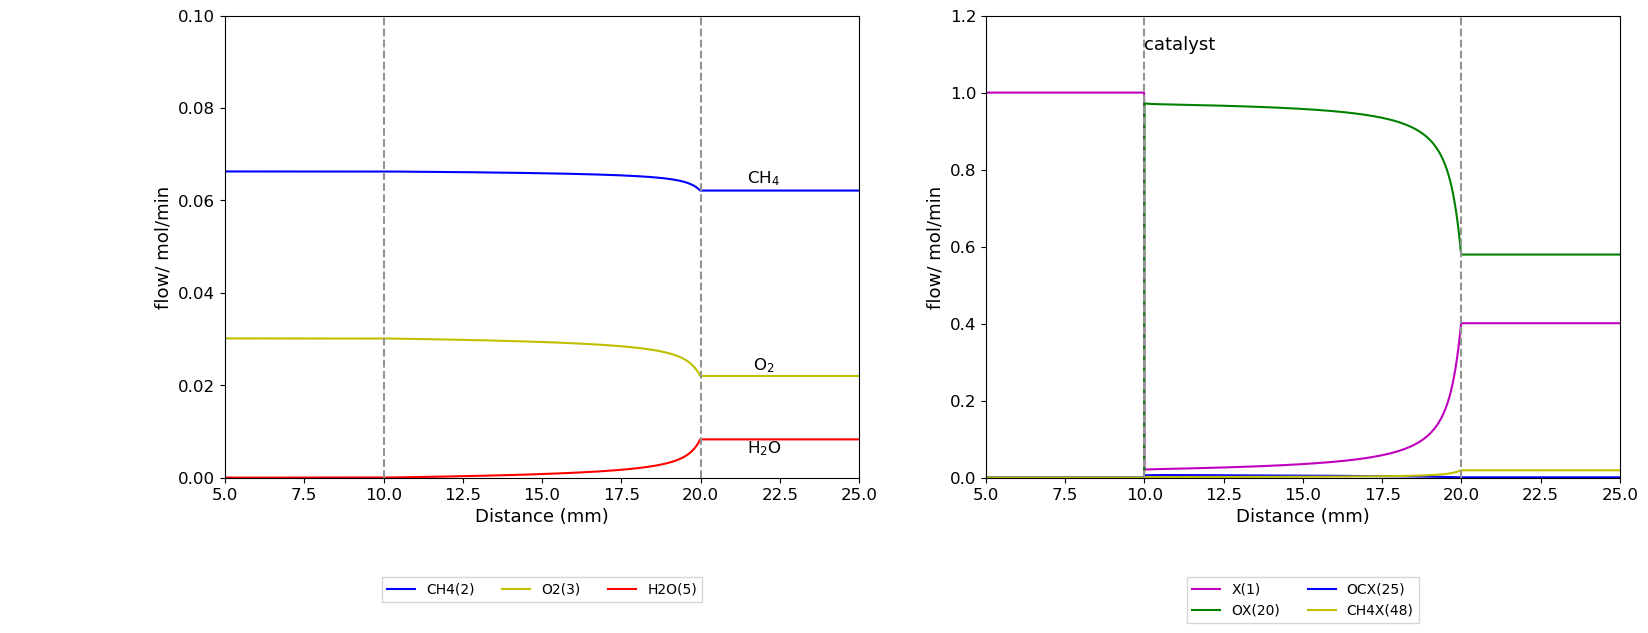 0.10
0.08
0.06
0.04
0.02
0.00
flow/ mol/min
CH4
O2
H2O
5.0 7.5 10.0 12.5 15.0 17.5 20.0 22.5 25.0
Distance (mm)
CH4(2) O2(3) H2O(5)
1.2
1.0
0.8
0.6
0.4
0.2
0.0
flow/ mol/min
catalyst
5.0 7.5 10.0 12.5 15.0 17.5 20.0 22.5 25.0
Distance (mm)
X(1) OCX(25)
OX(20) CH4X(48)